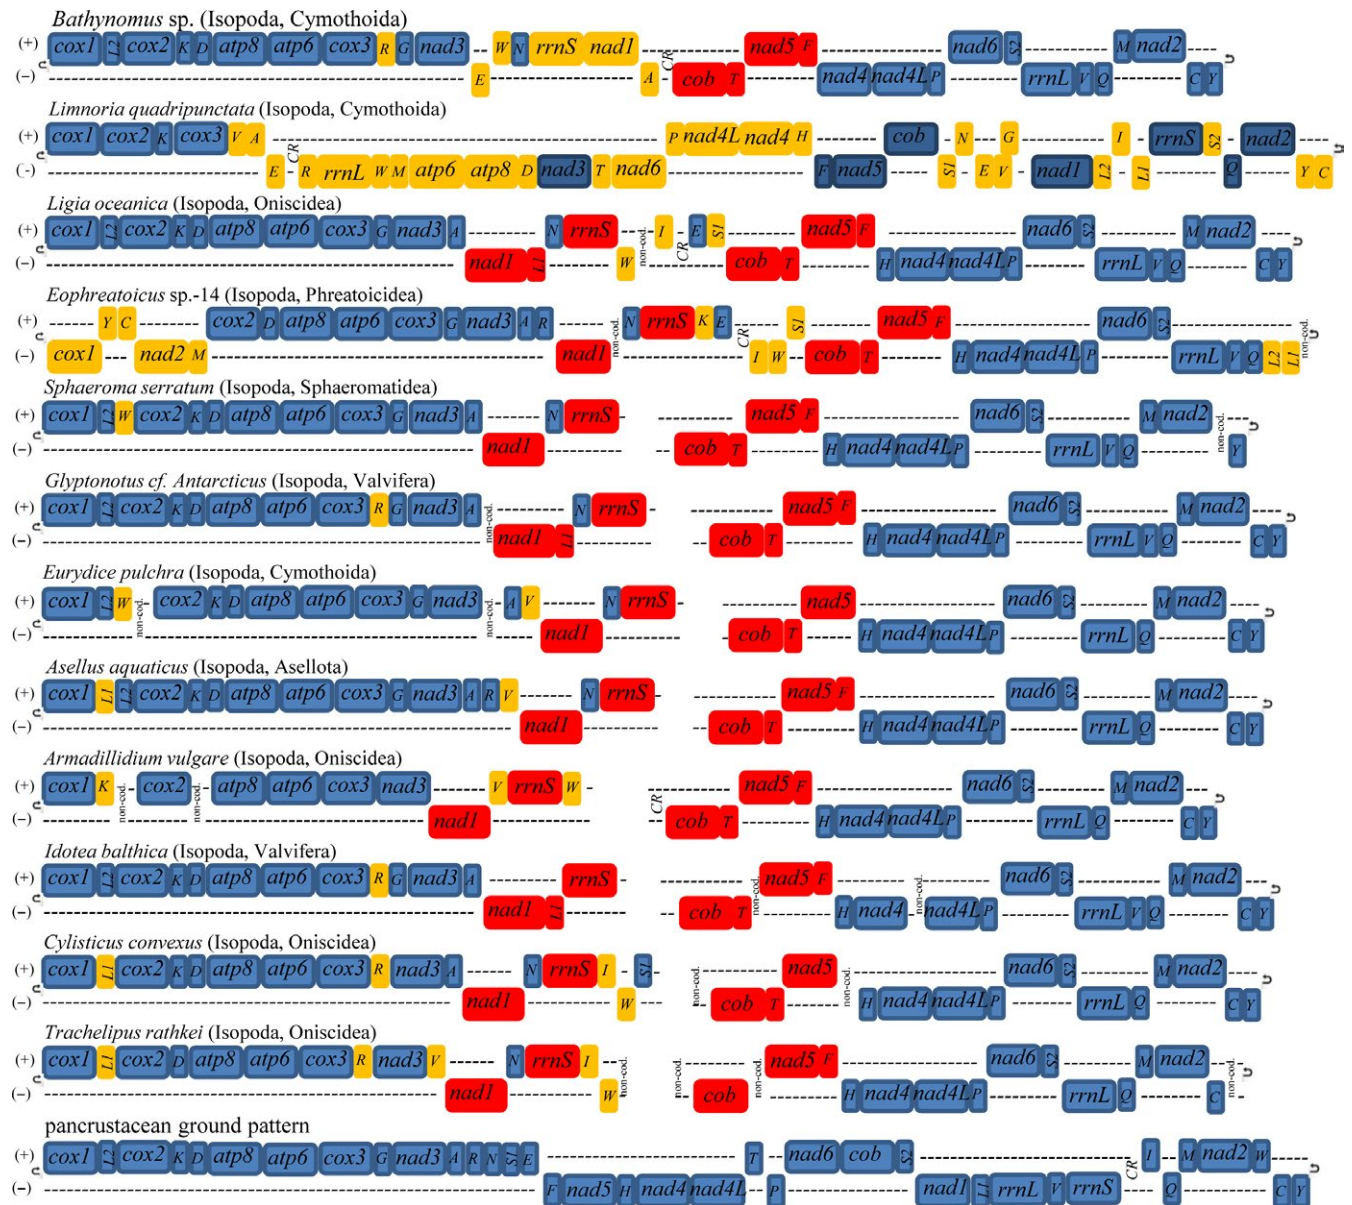 Bathynomus sp. (Isopoda, Cymothoida)
(+) cox1 L2 cox2 K D atp8 atp6 cox3 R G nad3 W N rrnS nad1 CR nad5 F nad6 S2 M nad2
(−) E A cob T nad4 nad4L P rrnL V Q C Y
Limnoria quadripunctata (Isopoda, Cymothoida)
(+) cox1 cox2 K cox3 V A CR P nad4L nad4 H cob N G I rrnS S2 nad2
(-) E R rrnL W M atp6 atp8 D nad3 T nad6 F nad5 S1 E V nad1 L2 L1 Q Y C
Ligia oceanica (Isopoda, Oniscidea)
(+) cox1 L2 cox2 K D atp8 atp6 cox3 G nad3 A N rrnS non-cod. I CR E S1 nad5 F nad6 S2 M nad2
(−) nad1 L1 W cob T H nad4 nad4L P rrnL V Q C Y
Eophreatoicus sp.-14 (Isopoda, Phreatoicidea)
(+) Y C cox2 D atp8 atp6 cox3 G nad3 A R non-cod. N rrnS K E CR S1 nad5 F nad6 S2 non-cod.
(−) cox1 nad2 M nad1 I W cob T H nad4 nad4L P rrnL V Q L2 L1
Sphaeroma serratum (Isopoda, Sphaeromatidea)
(+) cox1 L2 W cox2 K D atp8 atp6 cox3 G nad3 A N rrnS nad5 F nad6 S2 M nad2 non-cod.
(−) nad1 cob T H nad4 nad4L P rrnL V Q Y
Glyptonotus cf. Antarcticus (Isopoda, Valvifera)
(+) cox1 L2 cox2 K D atp8 atp6 cox3 R G nad3 A non-cod. N rrnS nad5 F nad6 S2 M nad2
(−) nad1 L1 cob T H nad4 nad4L P rrnL V Q C Y
Eurydice pulchra (Isopoda, Cymothoida)
(+) cox1 L2 W non-cod. cox2 K D atp8 atp6 cox3 G nad3 non-cod. A V N rrnS nad5 nad6 S2 M nad2
(−) nad1 cob T H nad4 nad4L P rrnL Q C Y
Asellus aquaticus (Isopoda, Asellota)
(+) cox1 L1 L2 cox2 K D atp8 atp6 cox3 G nad3 A R V N rrnS nad5 F nad6 S2 M nad2
(−) nad1 cob T H nad4 nad4L P rrnL Q C Y
Armadillidium vulgare (Isopoda, Oniscidea)
(+) cox1 K non-cod. cox2 non-cod. atp8 atp6 cox3 nad3 V rrnS W CR nad5 F nad6 S2 M nad2
(−) nad1 cob T H nad4 nad4L P rrnL Q C Y
Idotea balthica (Isopoda, Valvifera)
(+) cox1 L2 cox2 K D atp8 atp6 cox3 R G nad3 A rrnS non-cod. nad5 F non-cod. nad6 S2 M nad2
(−) nad1 L1 cob T H nad4 nad4L P rrnL V Q C Y
Cylisticus convexus (Isopoda, Oniscidea)
(+) cox1 L1 cox2 K D atp8 atp6 cox3 R nad3 A N rrnS I S1 non-cod. nad5 non-cod. nad6 S2 M nad2
(−) nad1 W cob T H nad4 nad4L P rrnL Q C Y
Trachelipus rathkei (Isopoda, Oniscidea)
(+) cox1 L1 cox2 D atp8 atp6 cox3 R nad3 V N rrnS I non-cod. non-cod. non-cod. nad5 F nad6 S2 M nad2 non-cod.
(−) nad1 W cob H nad4 nad4L P rrnL Q C
pancrustacean ground pattern
(+) cox1 L2 cox2 K D atp8 atp6 cox3 G nad3 A R N S1 E T nad6 cob S2 CR I M nad2 W
(−) F nad5 H nad4 nad4L P nad1 L1 rrnL V rrnS Q C Y